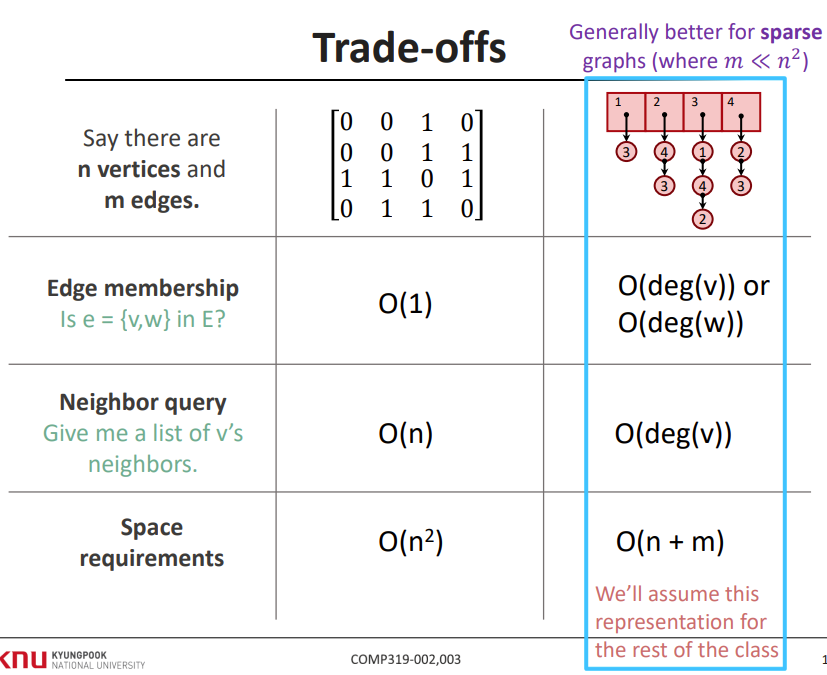 Trade-offs
Generally better for sparse
graphs (where m ≪ n²)
Say there are
n vertices and
m edges.
0 0 1 0
0 0 1 1
1 1 0 1
0 1 1 0
1 2 3 4
3 4 1 2
3 4 3
2
Edge membership
Is e = {v,w} in E?
O(1)
O(deg(v)) or
O(deg(w))
Neighbor query
Give me a list of v’s
neighbors.
O(n)
O(deg(v))
Space
requirements
O(n²)
O(n + m)
We’ll assume this
representation for
the rest of the class
KNU KYUNGPOOK
NATIONAL UNIVERSITY
COMP319-002,003